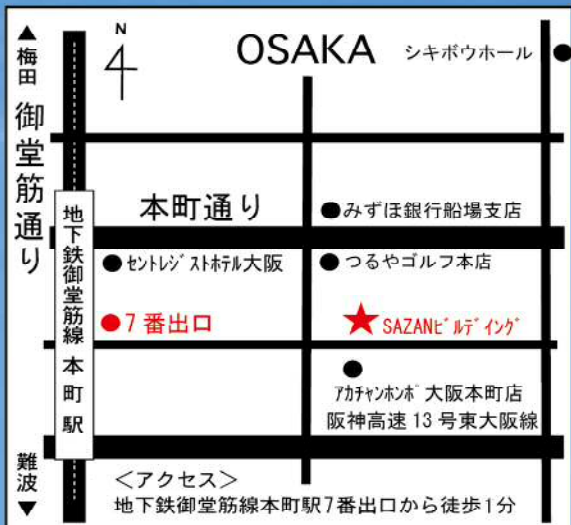 N
OSAKA
シキボウホール
▲梅田
御堂筋通り
本町通り
みずほ銀行船場支店
地下鉄御堂筋線 本町駅
セントレジストホテル大阪
つるやゴルフ本店
7番出口
SAZANビルディング
アカチャンホンポ 大阪本町店
阪神高速13号東大阪線
難波▼
<アクセス>
地下鉄御堂筋線本町駅7番出口から徒歩1分